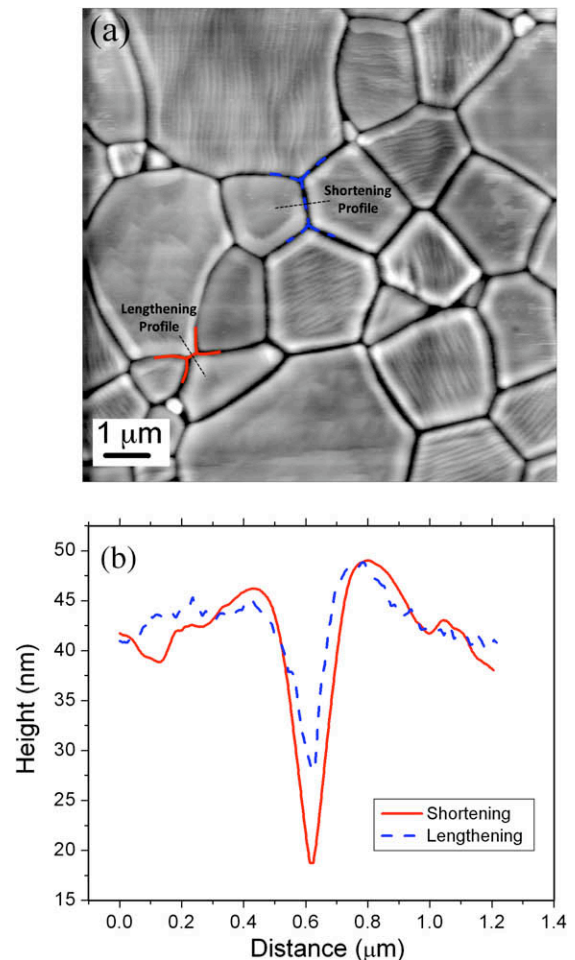 (a)
Shortening
Profile
Lengthening
Profile
1 μm
(b)
50
45
40
35
30
25
20
15
Height (nm)
Shortening
Lengthening
0.0 0.2 0.4 0.6 0.8 1.0 1.2 1.4
Distance (μm)